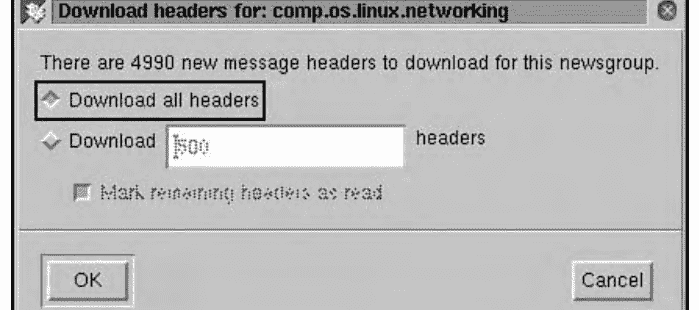 Download headers for: comp.os.linux.networking
There are 4990 new message headers to download for this newsgroup.
Download all headers
Download 500 headers
Mark remaining headers as read
OK Cancel